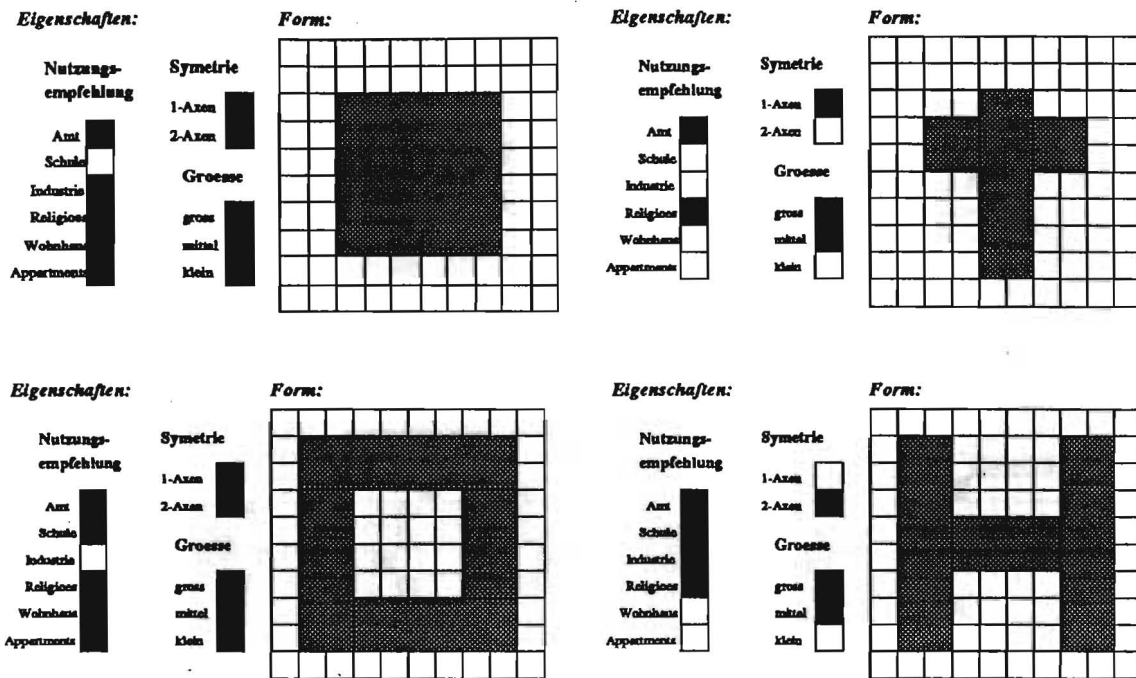 Eigenschaften:
Form:
Nutzungs-
empfehlung
Symetrie
1-Axen
2-Axen
Amt
Schule
Industrie
Religioes
Wohnhaus
Appartments
Groesse
gross
mittel
klein
Eigenschaften:
Form:
Nutzungs-
empfehlung
Symetrie
1-Axen
2-Axen
Amt
Schule
Industrie
Religioes
Wohnhaus
Appartments
Groesse
gross
mittel
klein
Eigenschaften:
Form:
Nutzungs-
empfehlung
Symetrie
1-Axen
2-Axen
Amt
Schule
Industrie
Religioes
Wohnhaus
Appartments
Groesse
gross
mittel
klein
Eigenschaften:
Form:
Nutzungs-
empfehlung
Symetrie
1-Axen
2-Axen
Amt
Schule
Industrie
Religioes
Wohnhaus
Appartments
Groesse
gross
mittel
klein